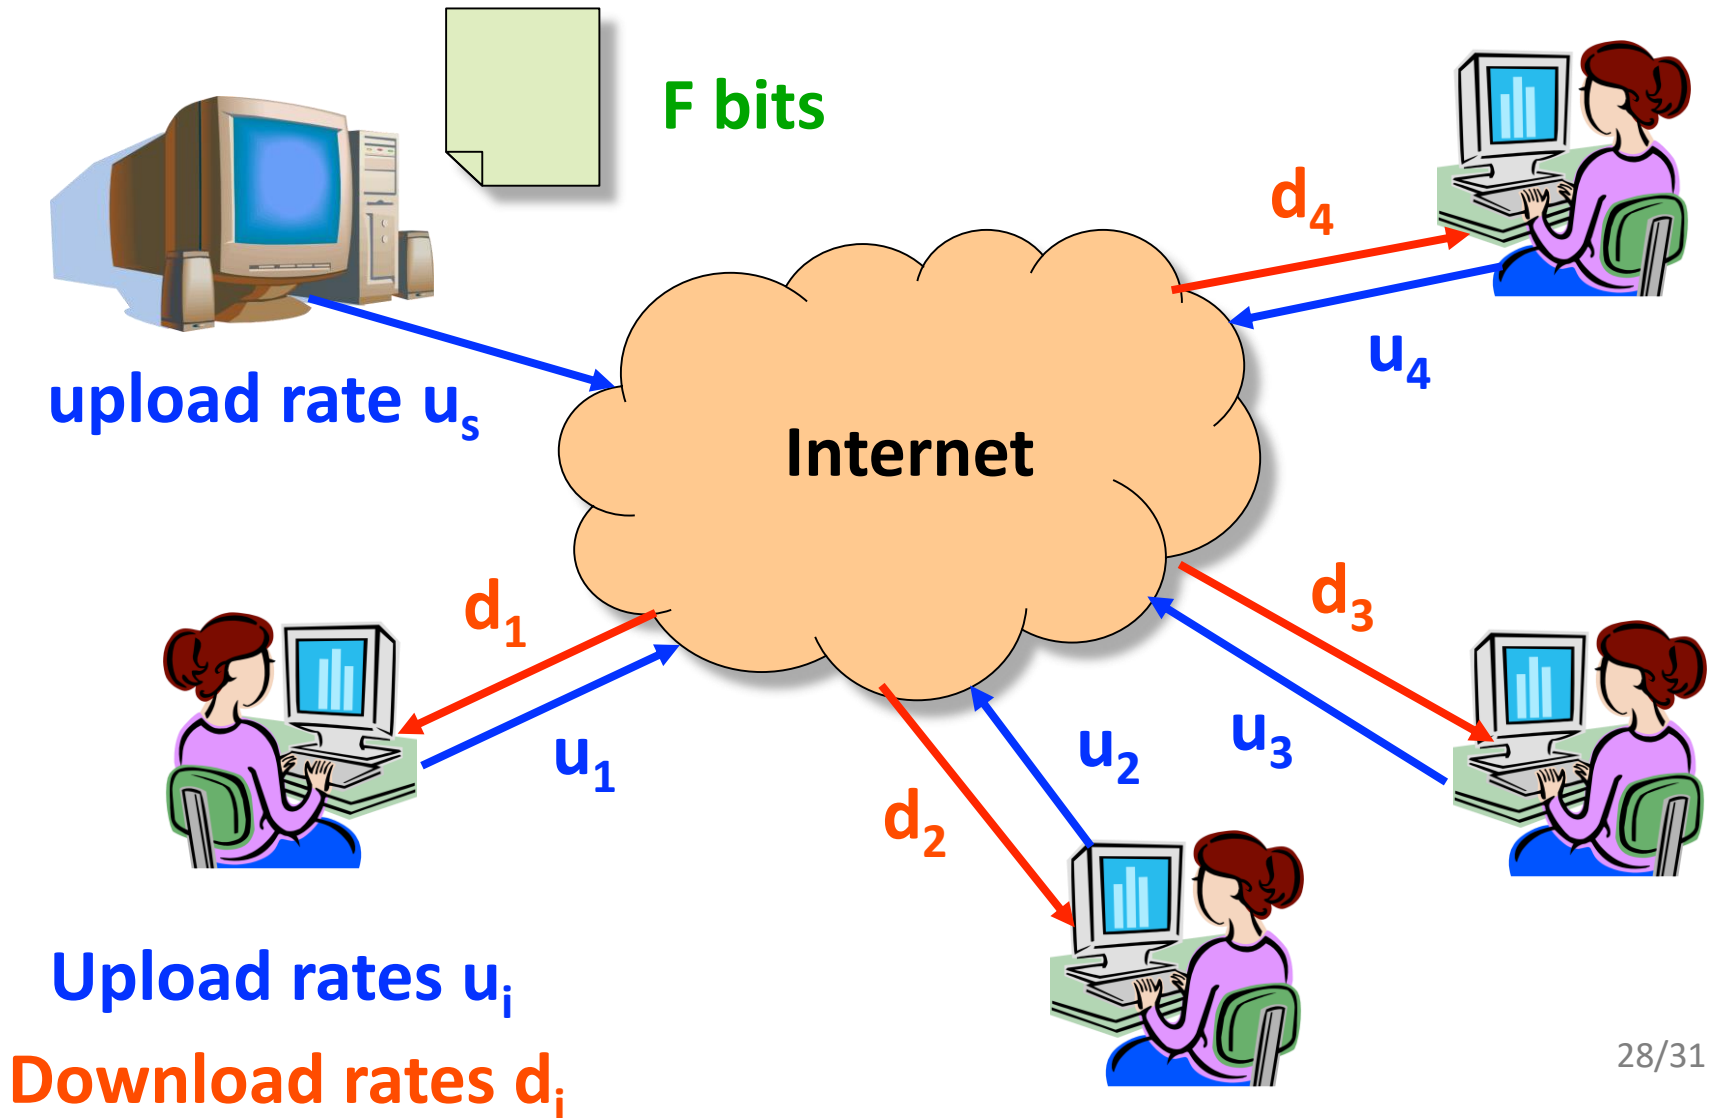 F bits
d4
u4
upload rate us
Internet
d1
d3
u1
u2
u3
d2
Upload rates ui
Download rates di
28/31